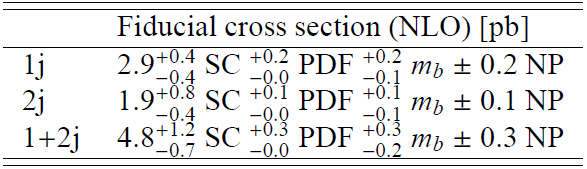 Fiducial cross section (NLO) [pb]
1j 2.9^{+0.4}_{-0.4} SC ^{+0.2}_{-0.0} PDF ^{+0.2}_{-0.1} m_b ± 0.2 NP
2j 1.9^{+0.8}_{-0.4} SC ^{+0.1}_{-0.0} PDF ^{+0.1}_{-0.1} m_b ± 0.1 NP
1+2j 4.8^{+1.2}_{-0.7} SC ^{+0.3}_{-0.0} PDF ^{+0.3}_{-0.2} m_b ± 0.3 NP